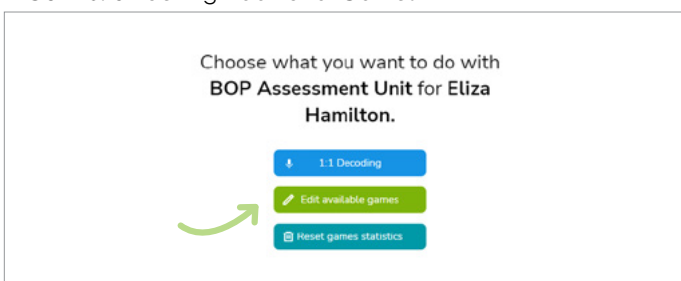 Choose what you want to do with
BOP Assessment Unit for Eliza
Hamilton.
1:1 Decoding
Edit available games
Reset games statistics